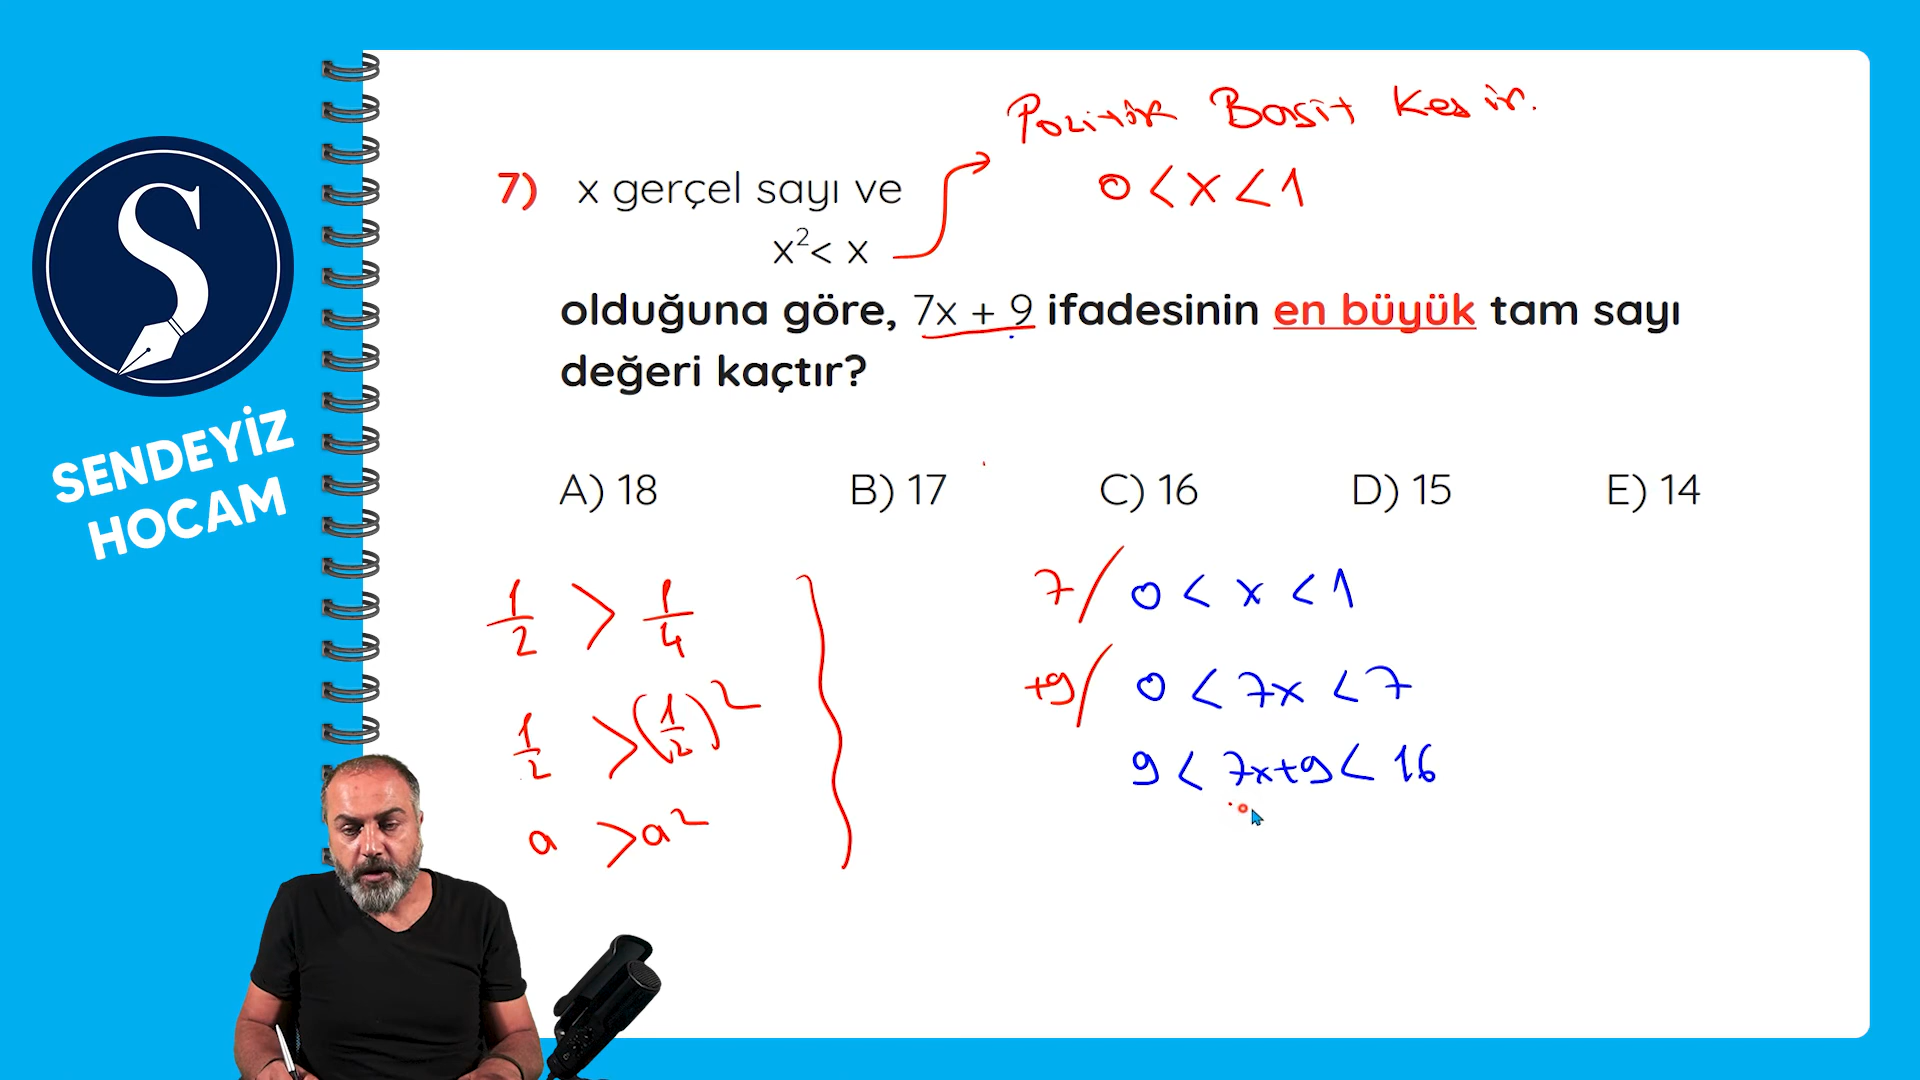 SENDEYİZ
HOCAM
Pozitif Basit Kesir.
0 < x < 1
7) x gerçel sayı ve
x² < x
olduğuna göre, 7x + 9 ifadesinin en büyük tam sayı
değeri kaçtır?
A) 18 B) 17 C) 16 D) 15 E) 14
1/2 > 1/4
1/2 > (1/2)²
a > a²
7/ 0 < x < 1
+9/ 0 < 7x < 7
9 < 7x+9 < 16